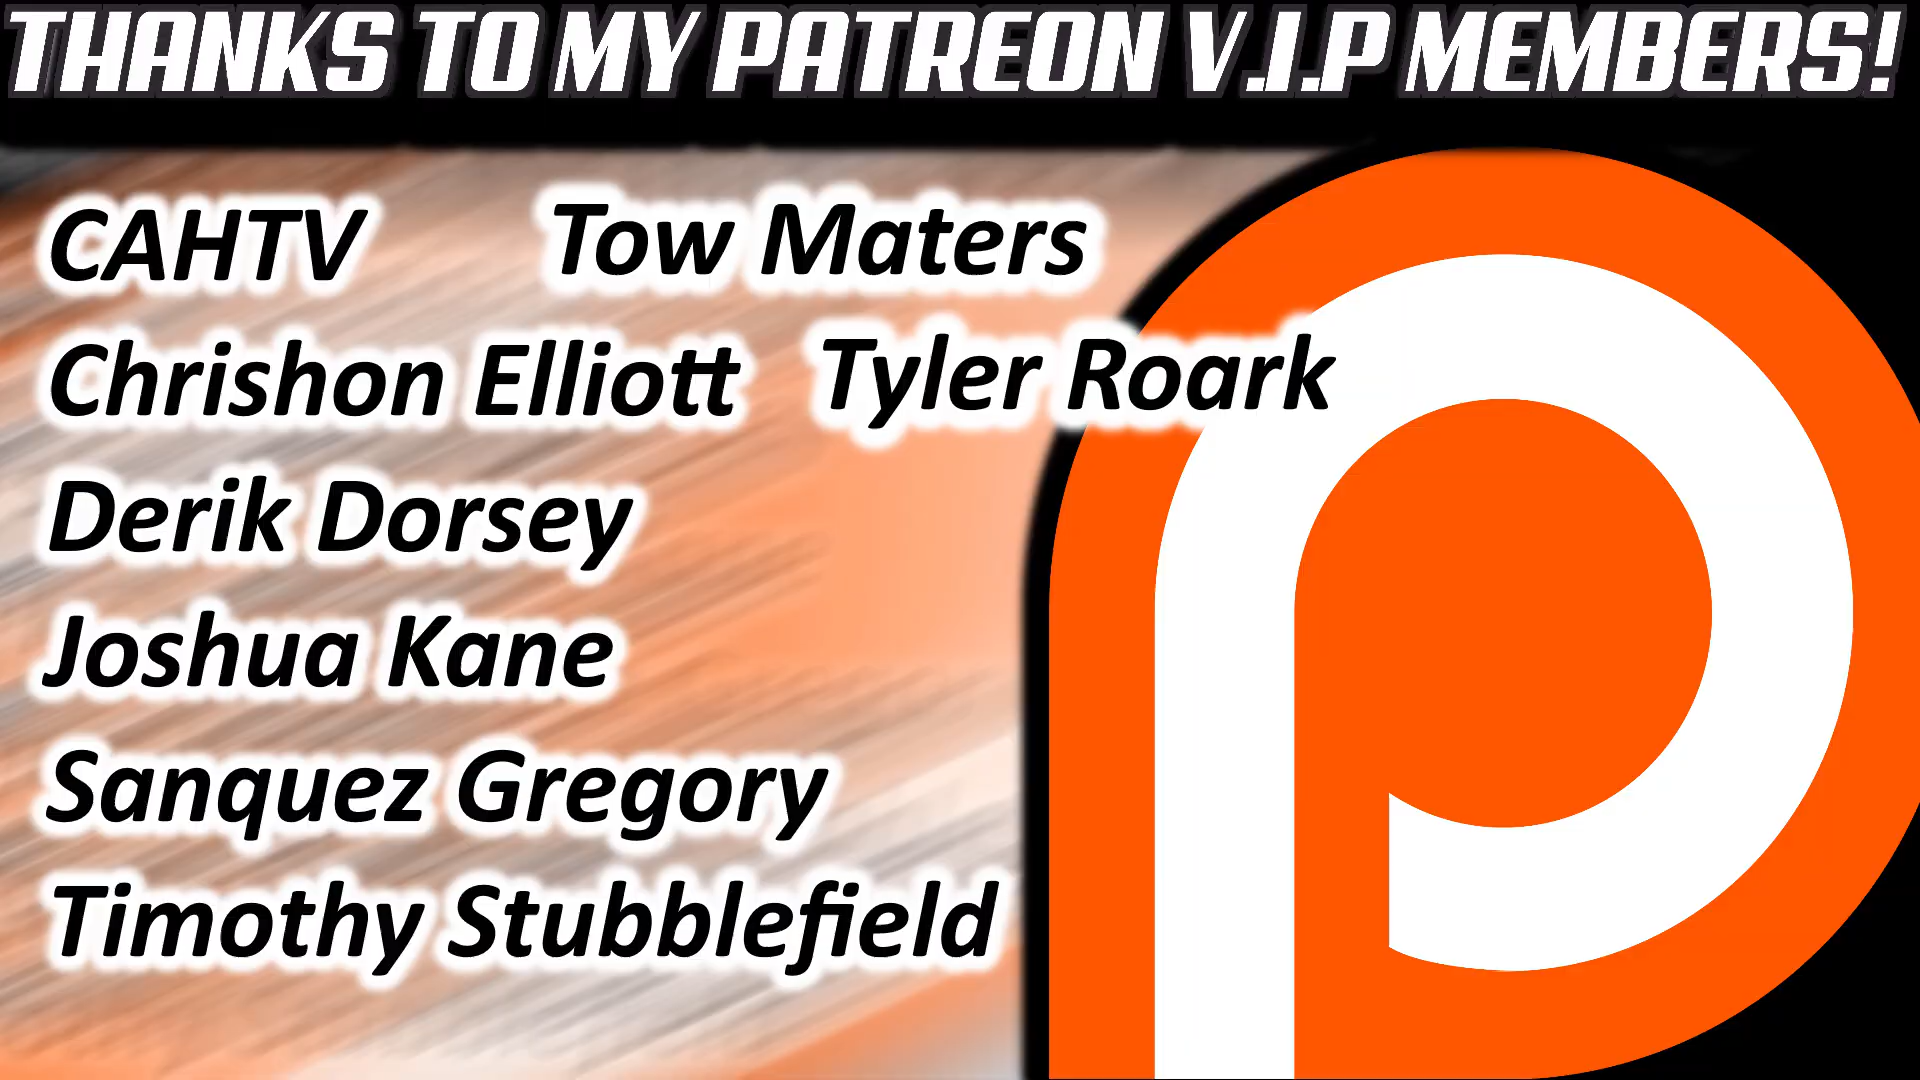 THANKS TO MY PATREON V.I.P MEMBERS!
CAHTV
Chrishon Elliott
Derik Dorsey
Joshua Kane
Sanquez Gregory
Timothy Stubblefield
Tow Maters
Tyler Roark